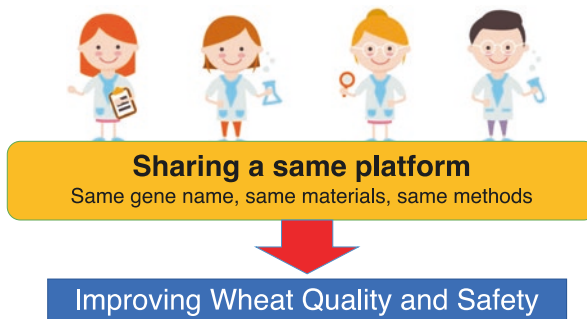 Sharing a same platform
Same gene name, same materials, same methods
Improving Wheat Quality and Safety